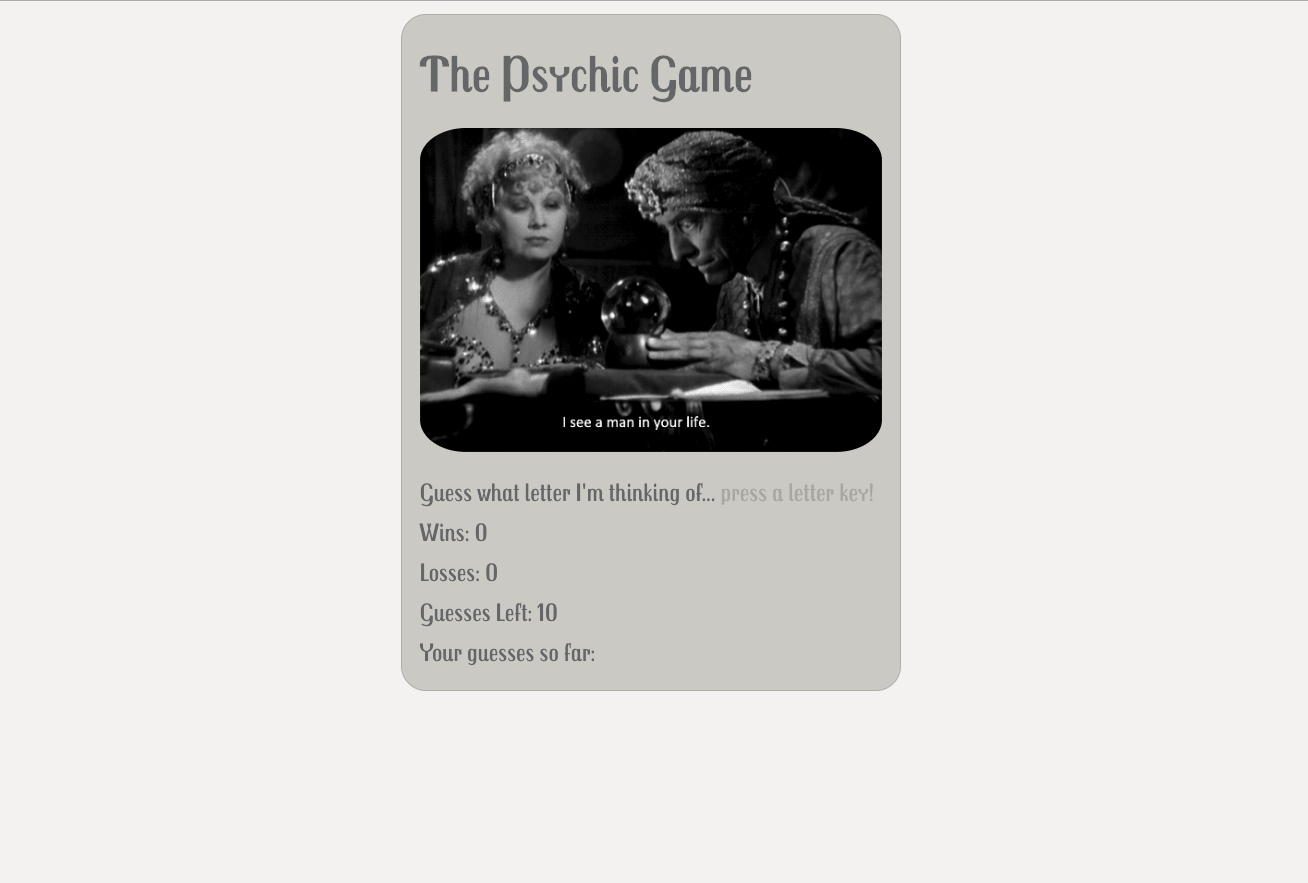 The Psychic Game
I see a man in your life.
Guess what letter I'm thinking of... press a letter key!
Wins: 0
Losses: 0
Guesses Left: 10
Your guesses so far: